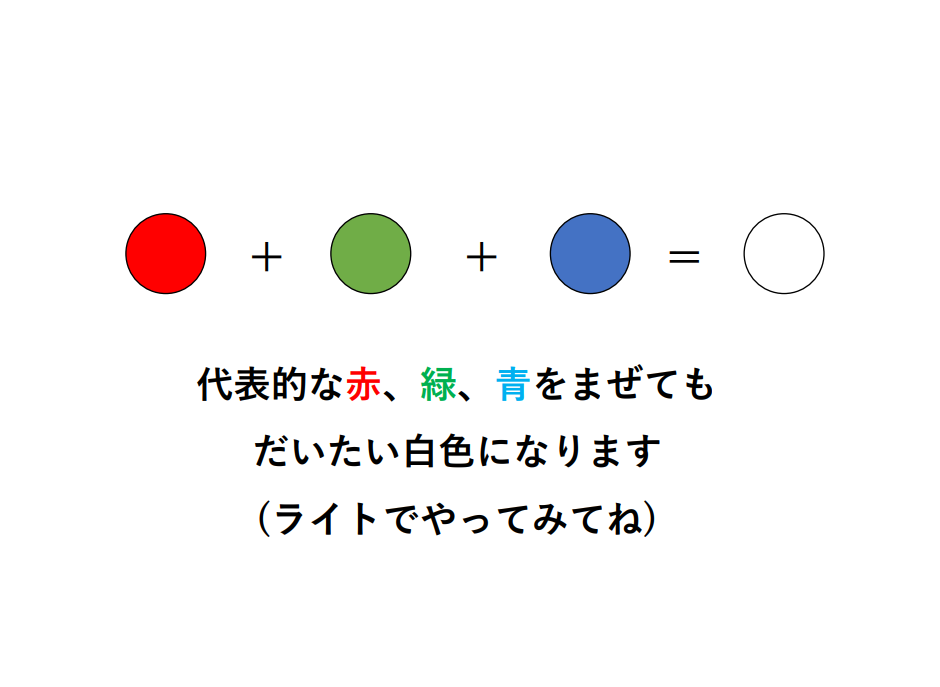 ＋ ＋ ＝
代表的な赤、緑、青をまぜても
だいたい白色になります
（ライトでやってみてね）